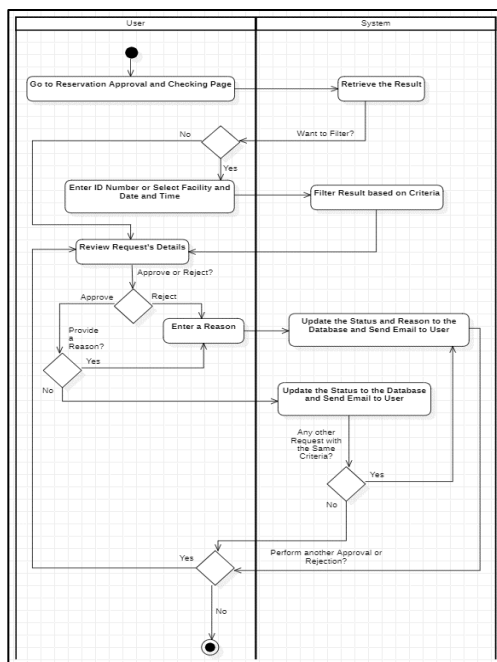 User
System
Go to Reservation Approval and Checking Page
Retrieve the Result
No
Want to Filter?
Yes
Enter ID Number or Select Facility and
Date and Time
Filter Result based on Criteria
Review Request's Details
Approve or Reject?
Approve
Reject
Enter a Reason
Update the Status and Reason to the
Database and Send Email to User
Provide
a
Reason?
Yes
No
Update the Status to the Database
and Send Email to User
Any other
Request with
the Same
Criteria?
Yes
No
Yes
Perform another Approval or
Rejection?
No